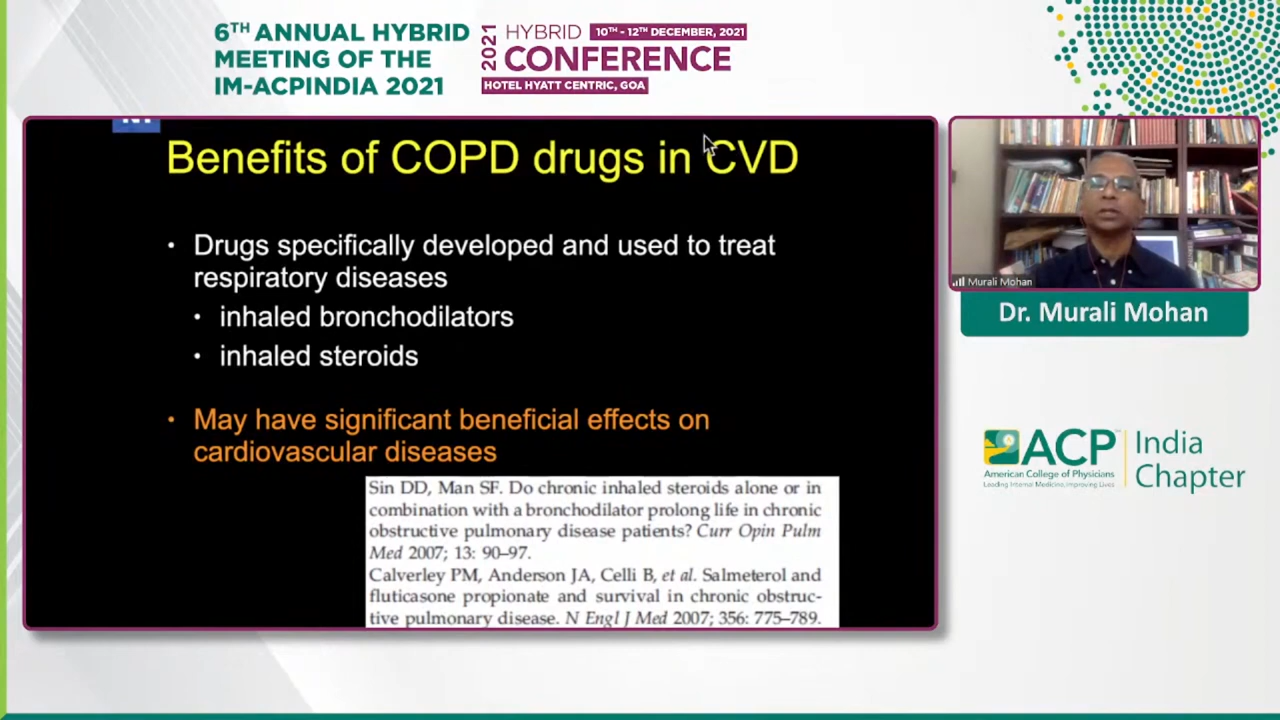 6TH ANNUAL HYBRID
MEETING OF THE
IM-ACPINDIA 2021
2021
HYBRID 10TH - 12TH DECEMBER, 2021
CONFERENCE
HOTEL HYATT CENTRIC, GOA
Benefits of COPD drugs in CVD
• Drugs specifically developed and used to treat
respiratory diseases
• inhaled bronchodilators
• inhaled steroids
• May have significant beneficial effects on
cardiovascular diseases
Sin DD, Man SF. Do chronic inhaled steroids alone or in
combination with a bronchodilator prolong life in chronic
obstructive pulmonary disease patients? Curr Opin Pulm
Med 2007; 13: 90–97.
Calverley PM, Anderson JA, Celli B, et al. Salmeterol and
fluticasone propionate and survival in chronic obstruc-
tive pulmonary disease. N Engl J Med 2007; 356: 775–789.
Murali Mohan
Dr. Murali Mohan
ACP
American College of Physicians
Leading Internal Medicine, Improving Lives
India
Chapter